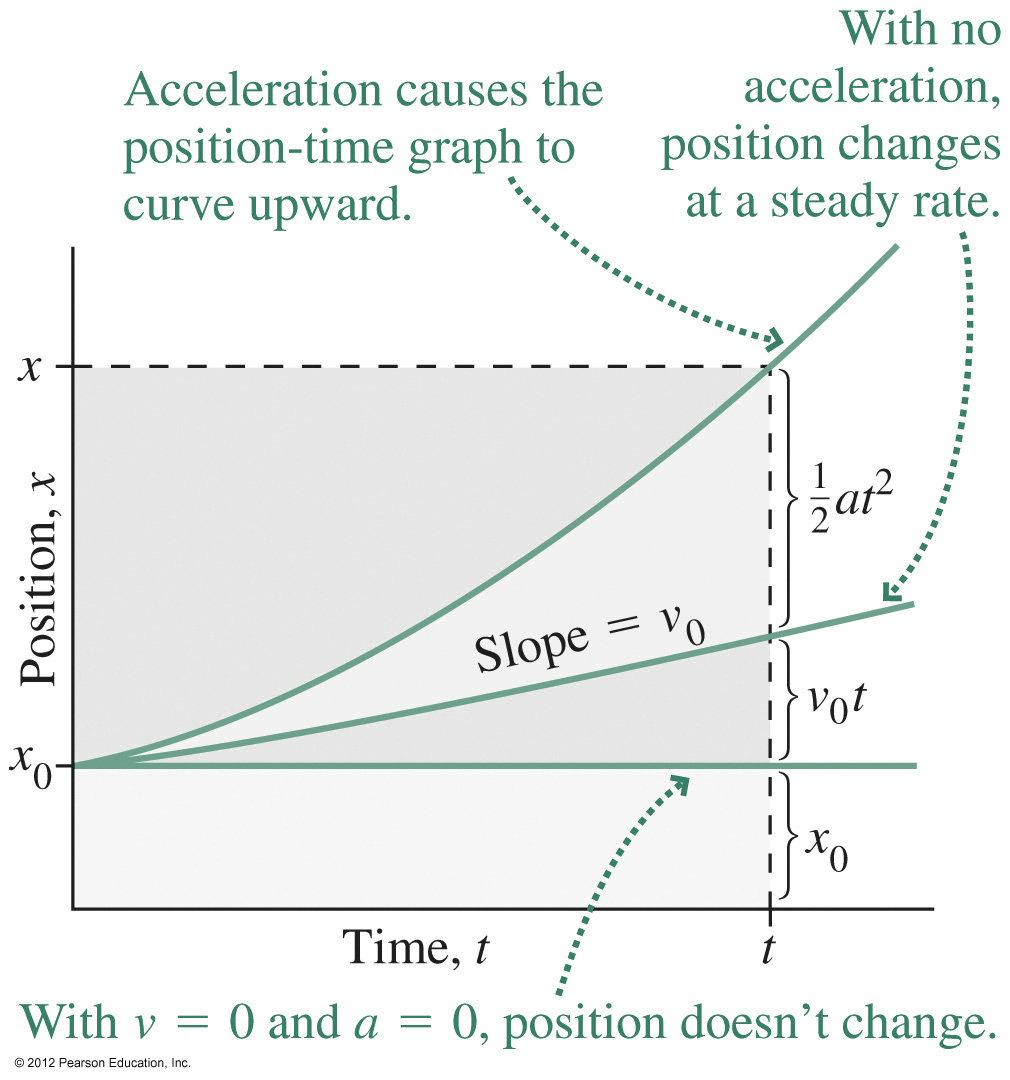 With no
acceleration,
position changes
at a steady rate.
Acceleration causes the
position-time graph to
curve upward.
x
Position, x
x₀
½at²
Slope = v₀
v₀t
x₀
Time, t
t
With v = 0 and a = 0, position doesn’t change.
© 2012 Pearson Education, Inc.